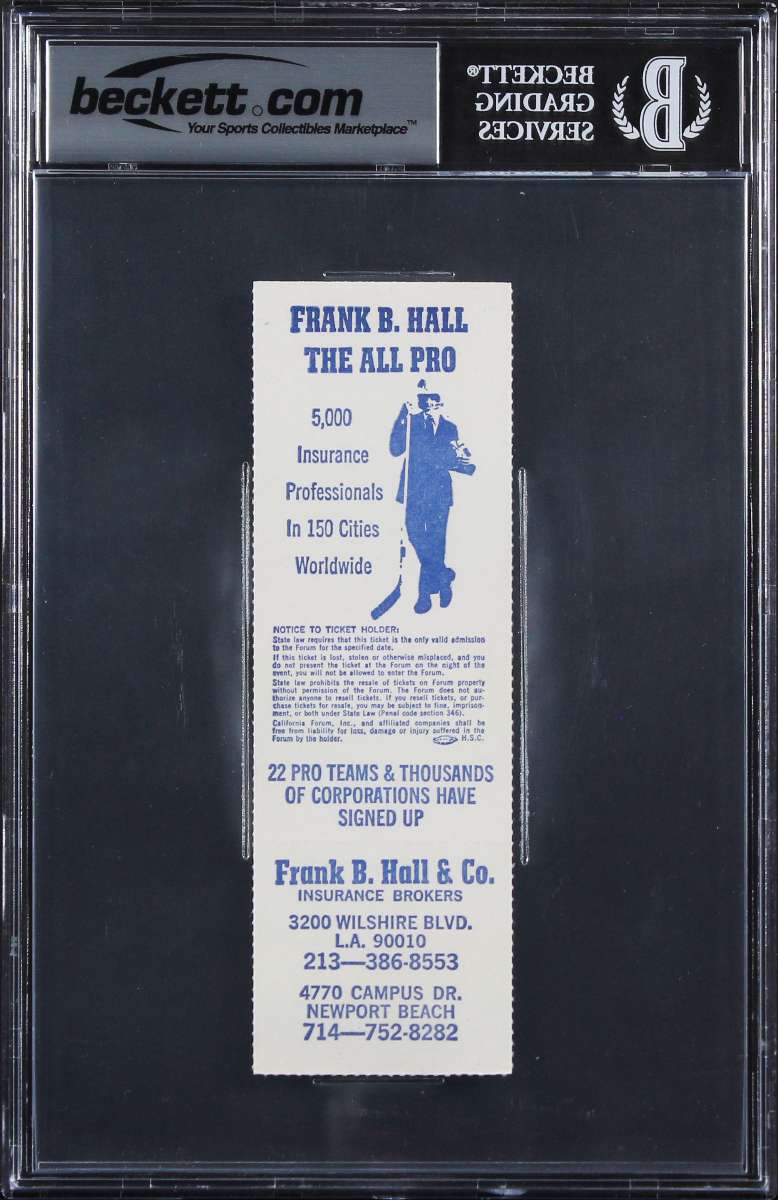 beckett.com
Your Sports Collectibles Marketplace™
BECKETT®
GRADING
SERVICES
B
FRANK B. HALL
THE ALL PRO
5,000
Insurance
Professionals
In 150 Cities
Worldwide
NOTICE TO TICKET HOLDER:
State law requires that this ticket is the only valid admission
to the Forum for the specified date.
If this ticket is lost, stolen or otherwise misplaced, and you
do not present the ticket at the Forum on the night of the
event, you will not be allowed to enter the Forum.
State law prohibits the resale of tickets on Forum property
without permission of the Forum. The Forum does not au-
thorize anyone to resell tickets. If you resell tickets, or pur-
chase tickets for resale, you may be subject to fine, imprison-
ment, or both under State Law (Penal code section 346).
California Forum, Inc., and affiliated companies shall be
free from liability for loss, damage or injury suffered in the
Forum by the holder. H.S.C.
22 PRO TEAMS & THOUSANDS
OF CORPORATIONS HAVE
SIGNED UP
Frank B. Hall & Co.
INSURANCE BROKERS
3200 WILSHIRE BLVD.
L.A. 90010
213—386-8553
4770 CAMPUS DR.
NEWPORT BEACH
714—752-8282